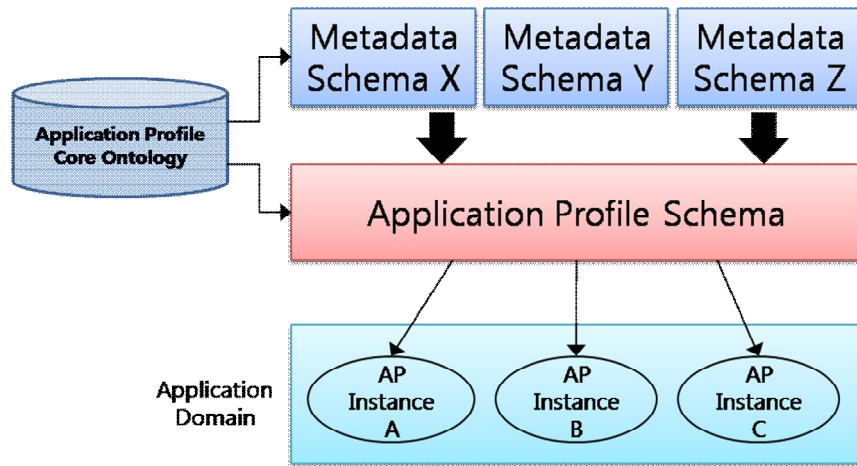 Metadata
Schema X
Metadata
Schema Y
Metadata
Schema Z
Application Profile
Core Ontology
Application Profile Schema
Application
Domain
AP
Instance
A
AP
Instance
B
AP
Instance
C